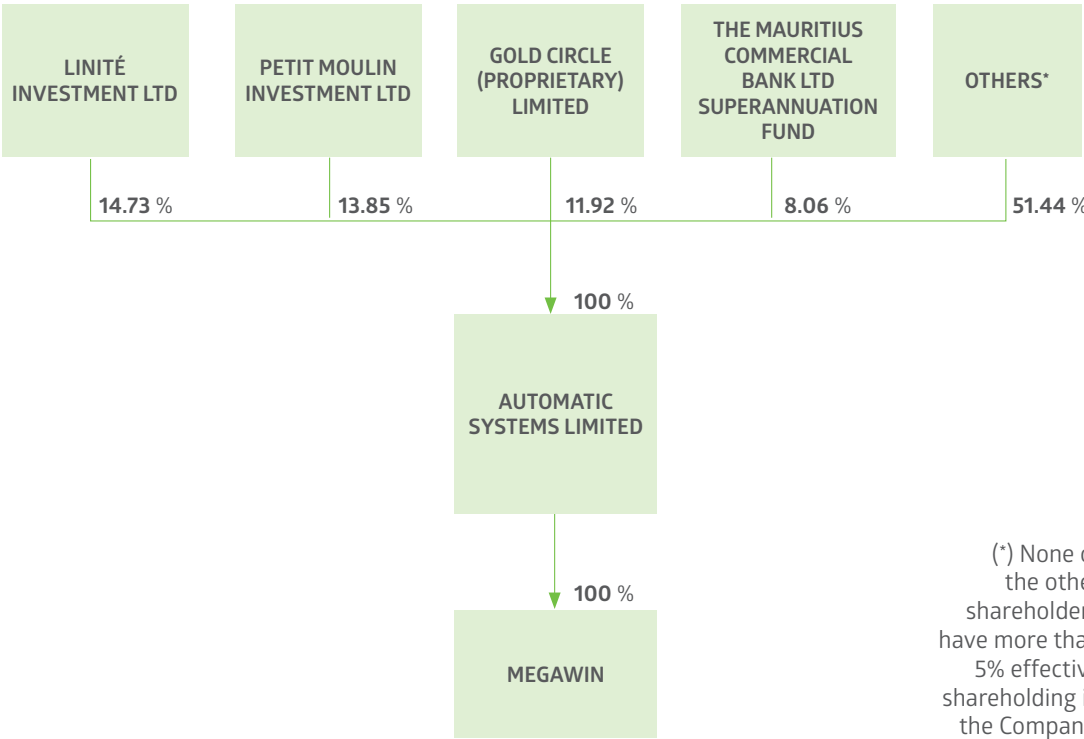 LINITÉ
INVESTMENT LTD
PETIT MOULIN
INVESTMENT LTD
GOLD CIRCLE
(PROPRIETARY)
LIMITED
THE MAURITIUS
COMMERCIAL
BANK LTD
SUPERANNUATION
FUND
OTHERS*
14.73 %
13.85 %
11.92 %
8.06 %
51.44 %
100 %
AUTOMATIC
SYSTEMS LIMITED
100 %
MEGAWIN
(*) None
the
have more
5%
shareholding
the